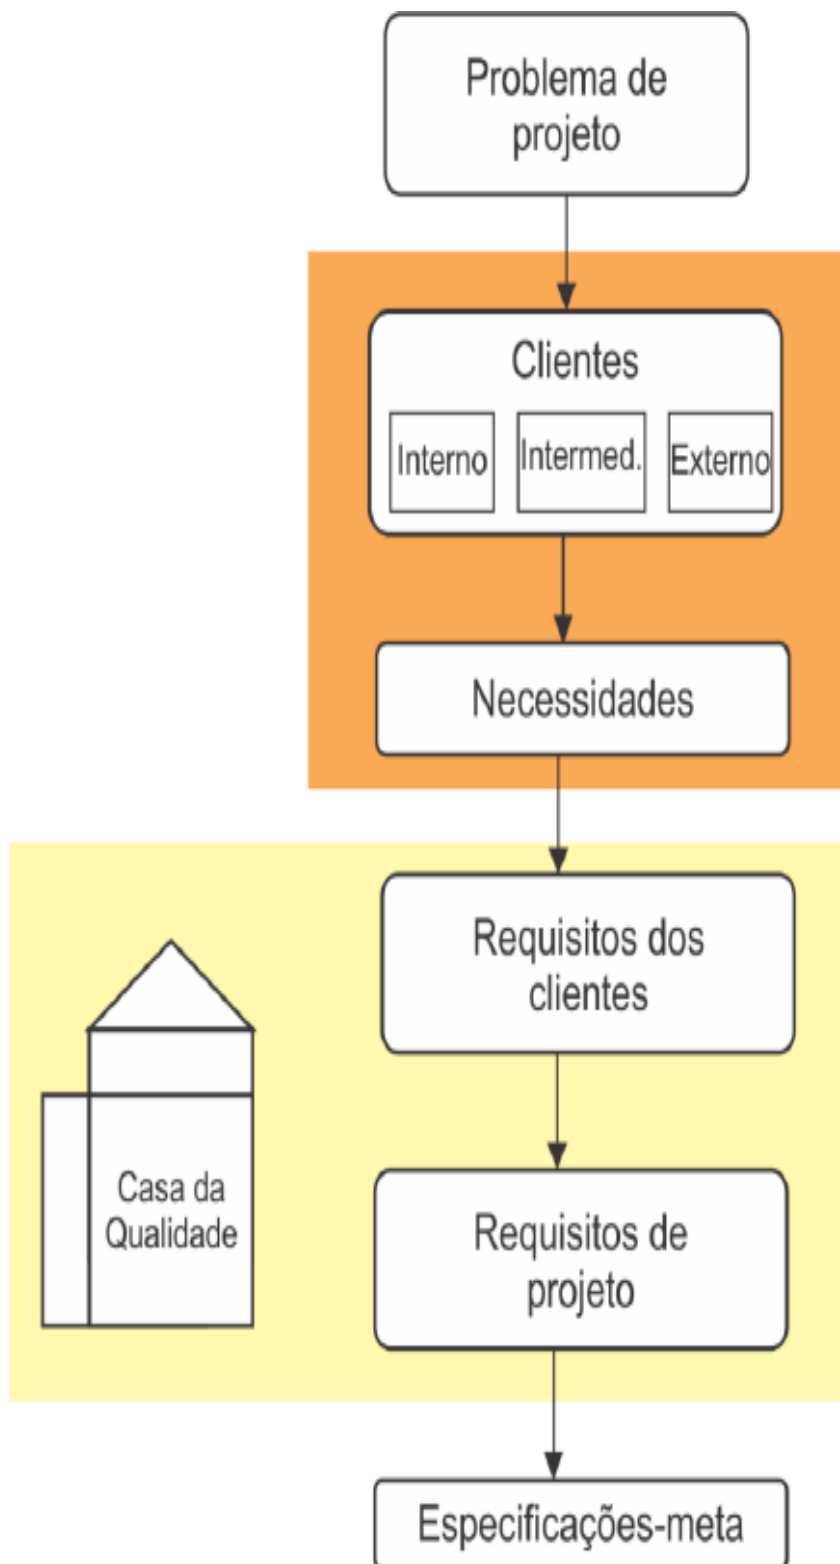 Problema de
projeto
Clientes
Interno
Intermed.
Externo
Necessidades
Requisitos dos
clientes
Casa da
Qualidade
Requisitos de
projeto
Especificações-meta